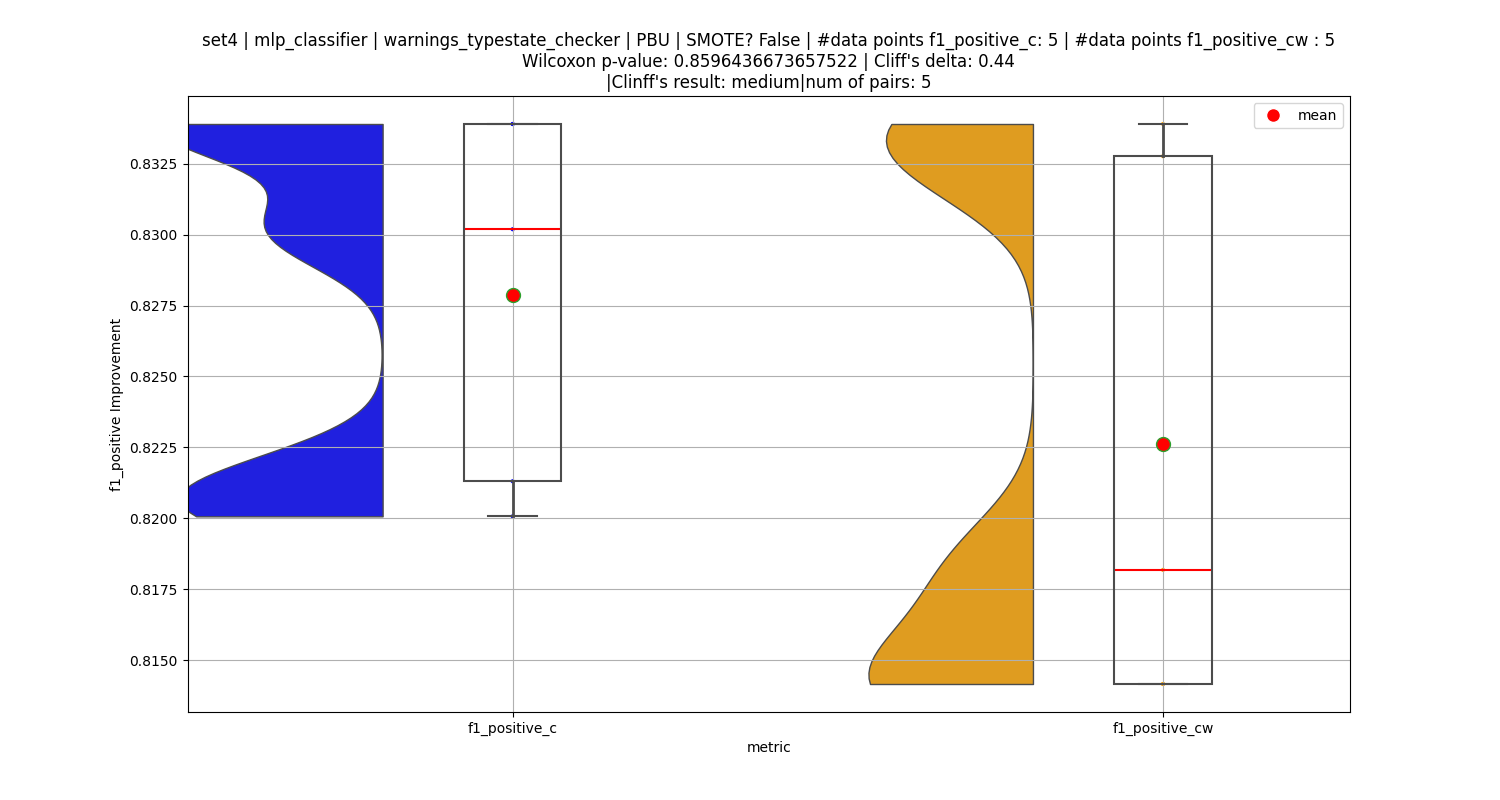 set4 | mlp_classifier | warnings_typestate_checker | PBU | SMOTE? False | #data points f1_positive_c: 5 | #data points f1_positive_cw : 5
Wilcoxon p-value: 0.8596436673657522 | Cliff's delta: 0.44
|Clinff's result: medium|num of pairs: 5
mean
f1_positive Improvement
0.8325
0.8300
0.8275
0.8250
0.8225
0.8200
0.8175
0.8150
f1_positive_c
f1_positive_cw
metric